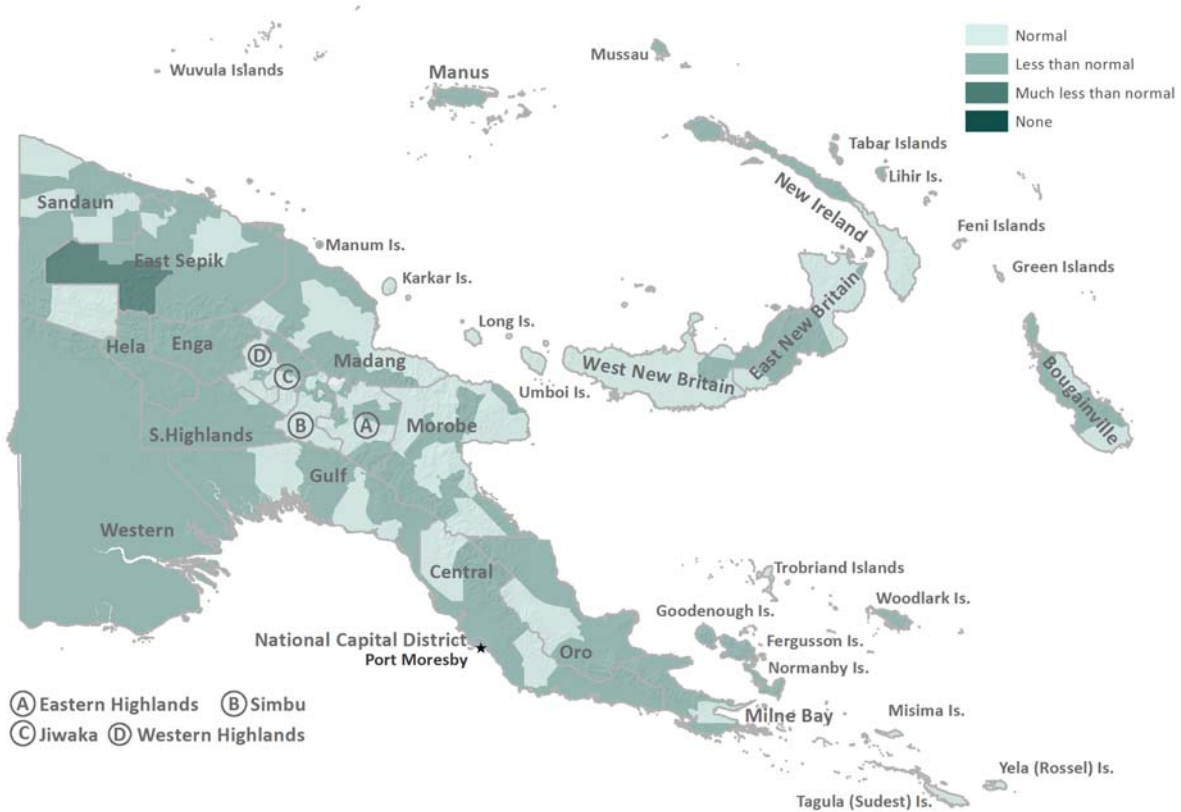 Normal
Less than normal
Much less than normal
None
Wuvula Islands
Manus
Mussau
Tabar Islands
Lihir Is.
New Ireland
Feni Islands
Green Islands
Sandaun
East Sepik
Manum Is.
Karkar Is.
Long Is.
Umboi Is.
Hela
Enga
D
C
Madang
West New Britain
East New Britain
Bougainville
S.Highlands
B
A
Morobe
Gulf
Western
Central
Trobriand Islands
Goodenough Is.
Woodlark Is.
Fergusson Is.
Normanby Is.
National Capital District
Port Moresby
Oro
Milne Bay
Misima Is.
Yela (Rossel) Is.
Tagula (Sudest) Is.
A Eastern Highlands B Simbu
C Jiwaka D Western Highlands